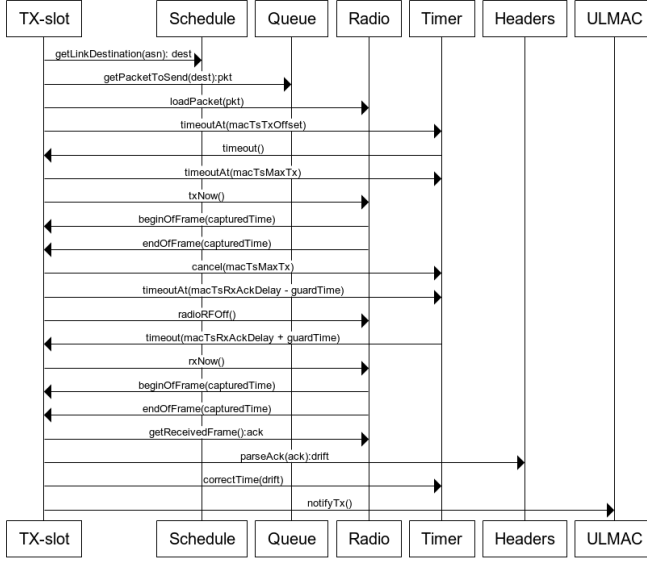 TX-slot Schedule Queue Radio Timer Headers ULMAC
getLinkDestination(asn): dest
getPacketToSend(dest):pkt
loadPacket(pkt)
timeoutAt(macTsTxOffset)
timeout()
timeoutAt(macTsMaxTx)
txNow()
beginOfFrame(capturedTime)
endOfFrame(capturedTime)
cancel(macTsMaxTx)
timeoutAt(macTsRxAckDelay - guardTime)
radioRFOff()
timeout(macTsRxAckDelay + guardTime)
rxNow()
beginOfFrame(capturedTime)
endOfFrame(capturedTime)
getReceivedFrame():ack
parseAck(ack):drift
correctTime(drift)
notifyTx()
TX-slot Schedule Queue Radio Timer Headers ULMAC